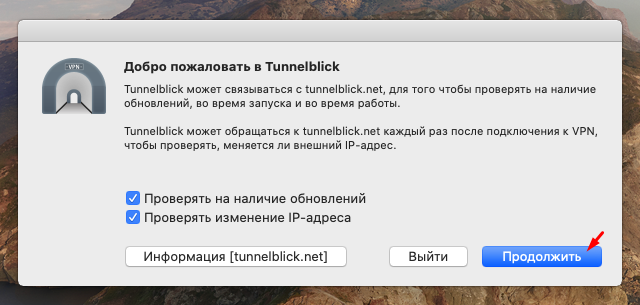 VPN
Добро пожаловать в Tunnelblick
Tunnelblick может связываться с tunnelblick.net, для того чтобы проверять на наличие
обновлений, во время запуска и во время работы.
Tunnelblick может обращаться к tunnelblick.net каждый раз после подключения к VPN,
чтобы проверять, меняется ли внешний IP-адрес.
Проверять на наличие обновлений
Проверять изменение IP-адреса
Информация [tunnelblick.net]
Выйти
Продолжить